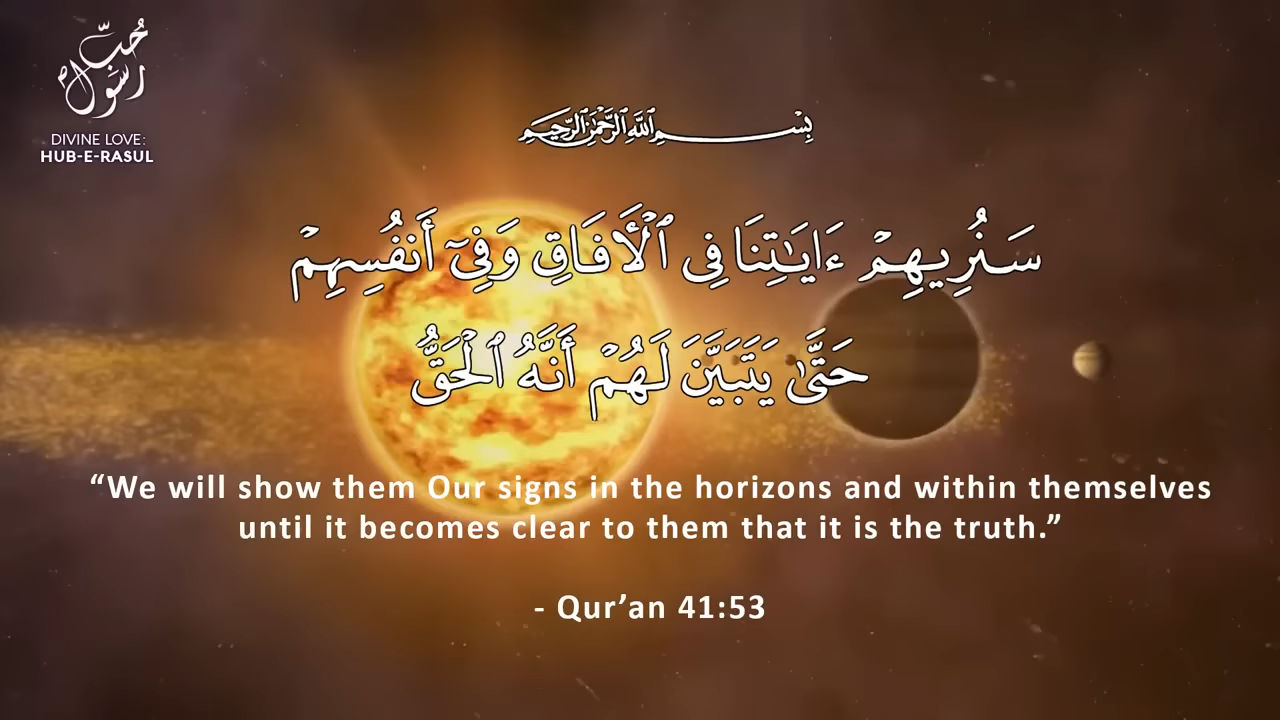 حُبِّ
رَسُولؐ
DIVINE LOVE:
HUB-E-RASUL
بِسْمِ ٱللَّهِ ٱلرَّحْمَٰنِ ٱلرَّحِيمِ
سَنُرِيهِمْ ءَايَٰتِنَا فِى ٱلْأَفَاقِ وَفِىٓ أَنفُسِهِمْ
حَتَّىٰ يَتَبَيَّنَ لَهُمْ أَنَّهُ ٱلْحَقُّ
“We will show them Our signs in the horizons and within themselves
until it becomes clear to them that it is the truth.”
- Qur’an 41:53